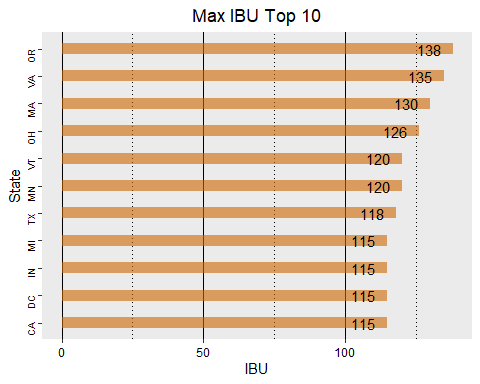 Max IBU Top 10
State
OR 138
VA 135
MA 130
OH 126
VT 120
MN 120
TX 118
MI 115
IN 115
DC 115
CA 115
0 50 100
IBU